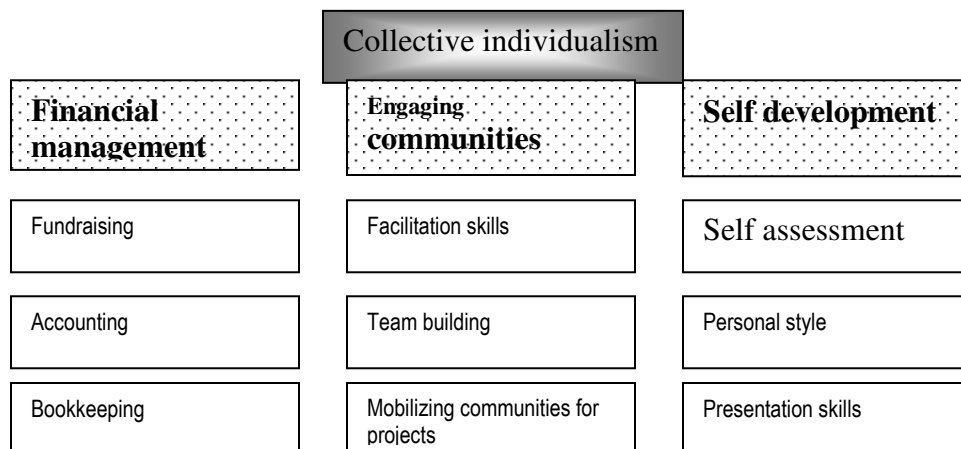 Collective individualism
Financial
management
Engaging
communities
Self development
Fundraising
Facilitation skills
Self assessment
Accounting
Team building
Personal style
Bookkeeping
Mobilizing communities for
projects
Presentation skills